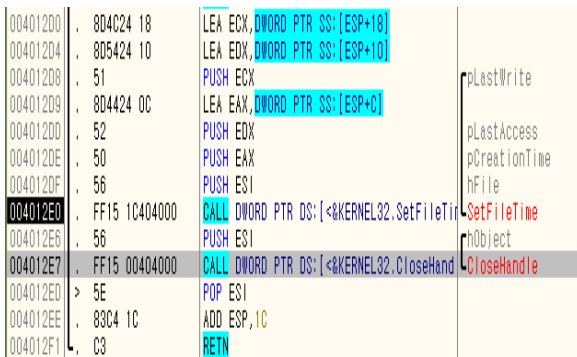 004012D0 . 8D4C24 18 LEA ECX,DWORD PTR SS:[ESP+18]
004012D4 . 8D5424 10 LEA EDX,DWORD PTR SS:[ESP+10]
004012D8 . 51 PUSH ECX pLastWrite
004012D9 . 8D4424 0C LEA EAX,DWORD PTR SS:[ESP+C]
004012DD . 52 PUSH EDX pLastAccess
004012DE . 50 PUSH EAX pCreationTime
004012DF . 56 PUSH ESI hFile
004012E0 . FF15 1C404000 CALL DWORD PTR DS:[<&KERNEL32.SetFileTim SetFileTime
004012E6 . 56 PUSH ESI hObject
004012E7 . FF15 00404000 CALL DWORD PTR DS:[<&KERNEL32.CloseHand CloseHandle
004012ED > 5E POP ESI
004012EE . 83C4 1C ADD ESP,1C
004012F1 . C3 RETN